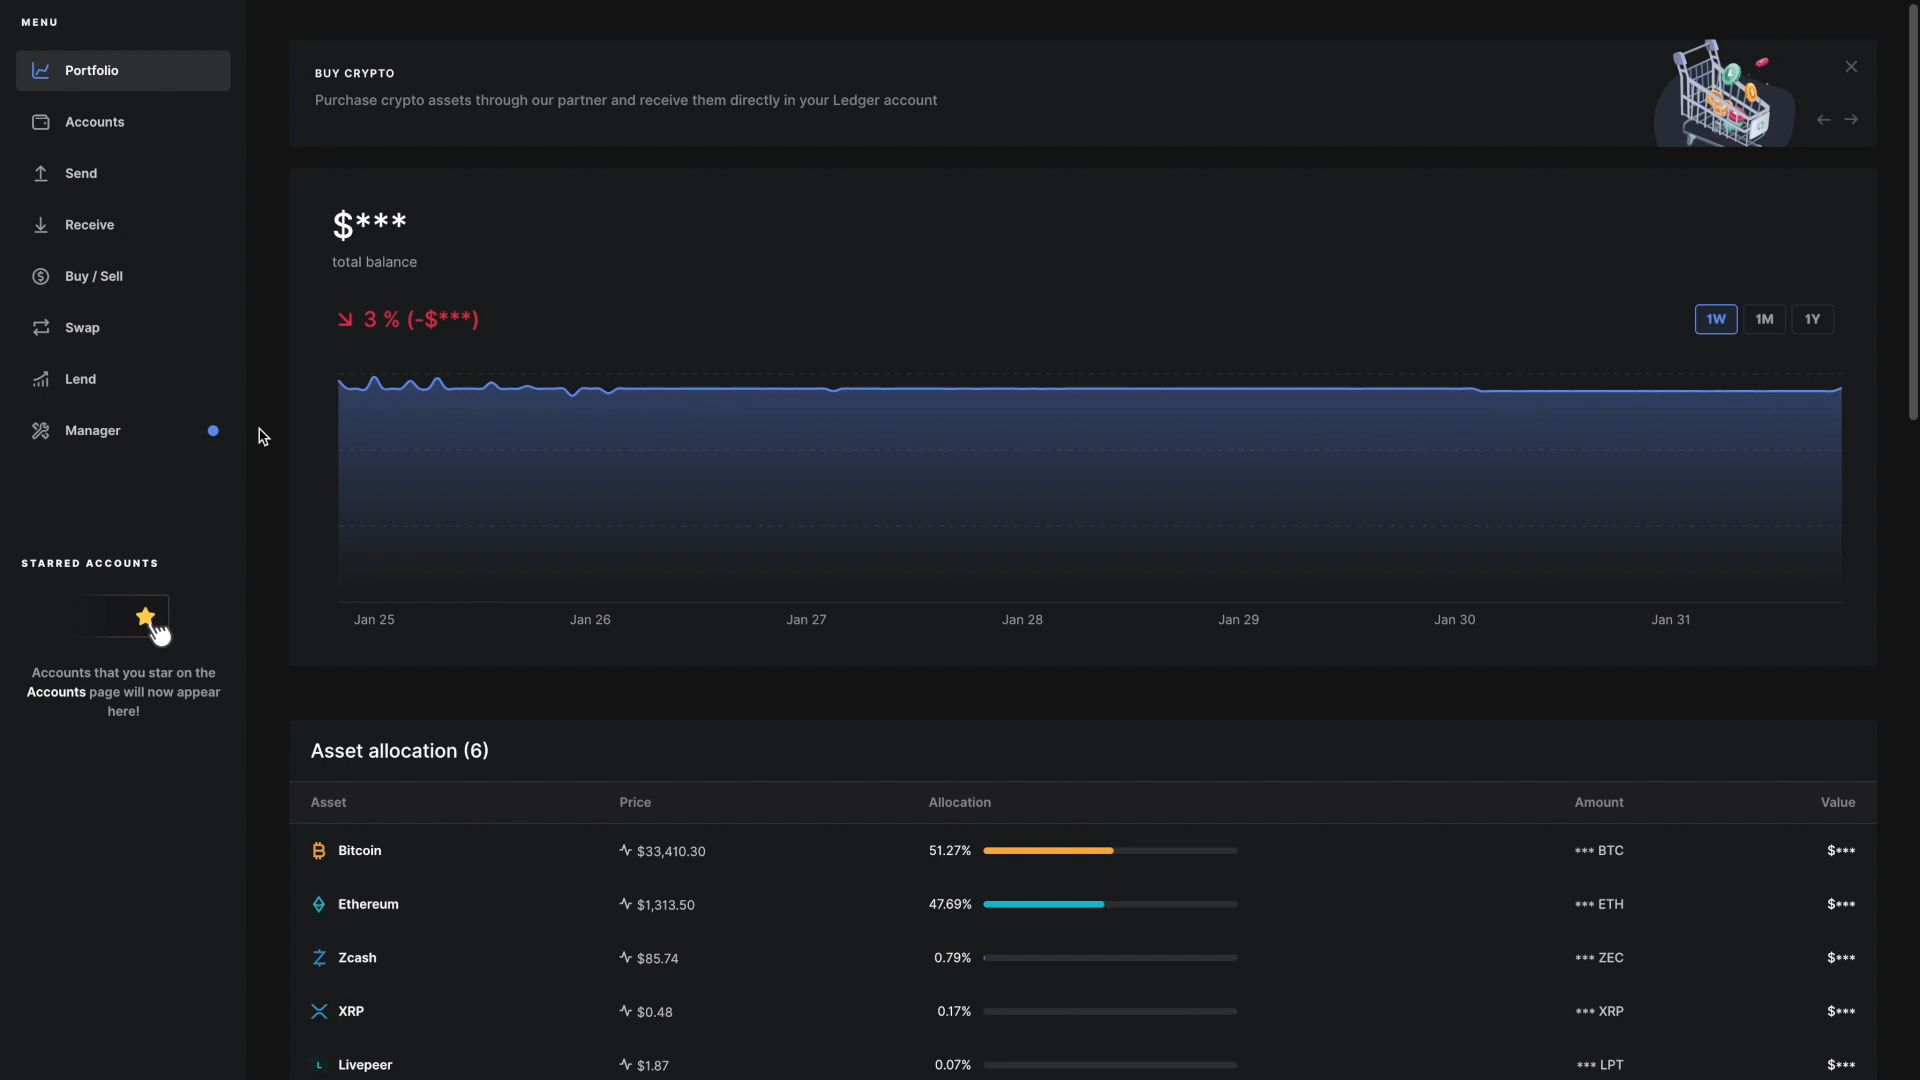 MENU
Portfolio
Accounts
Send
Receive
Buy / Sell
Swap
Lend
Manager
STARRED ACCOUNTS
Accounts that you star on the
Accounts page will now appear
here!
BUY CRYPTO
Purchase crypto assets through our partner and receive them directly in your Ledger account
$***
total balance
3 % (-$***)
1W 1M 1Y
Jan 25 Jan 26 Jan 27 Jan 28 Jan 29 Jan 30 Jan 31
Asset allocation (6)
Asset Price Allocation Amount Value
Bitcoin $33,410.30 51.27% *** BTC $***
Ethereum $1,313.50 47.69% *** ETH $***
Zcash $85.74 0.79% *** ZEC $***
XRP $0.48 0.17% *** XRP $***
L Livepeer $1.87 0.07% *** LPT $***